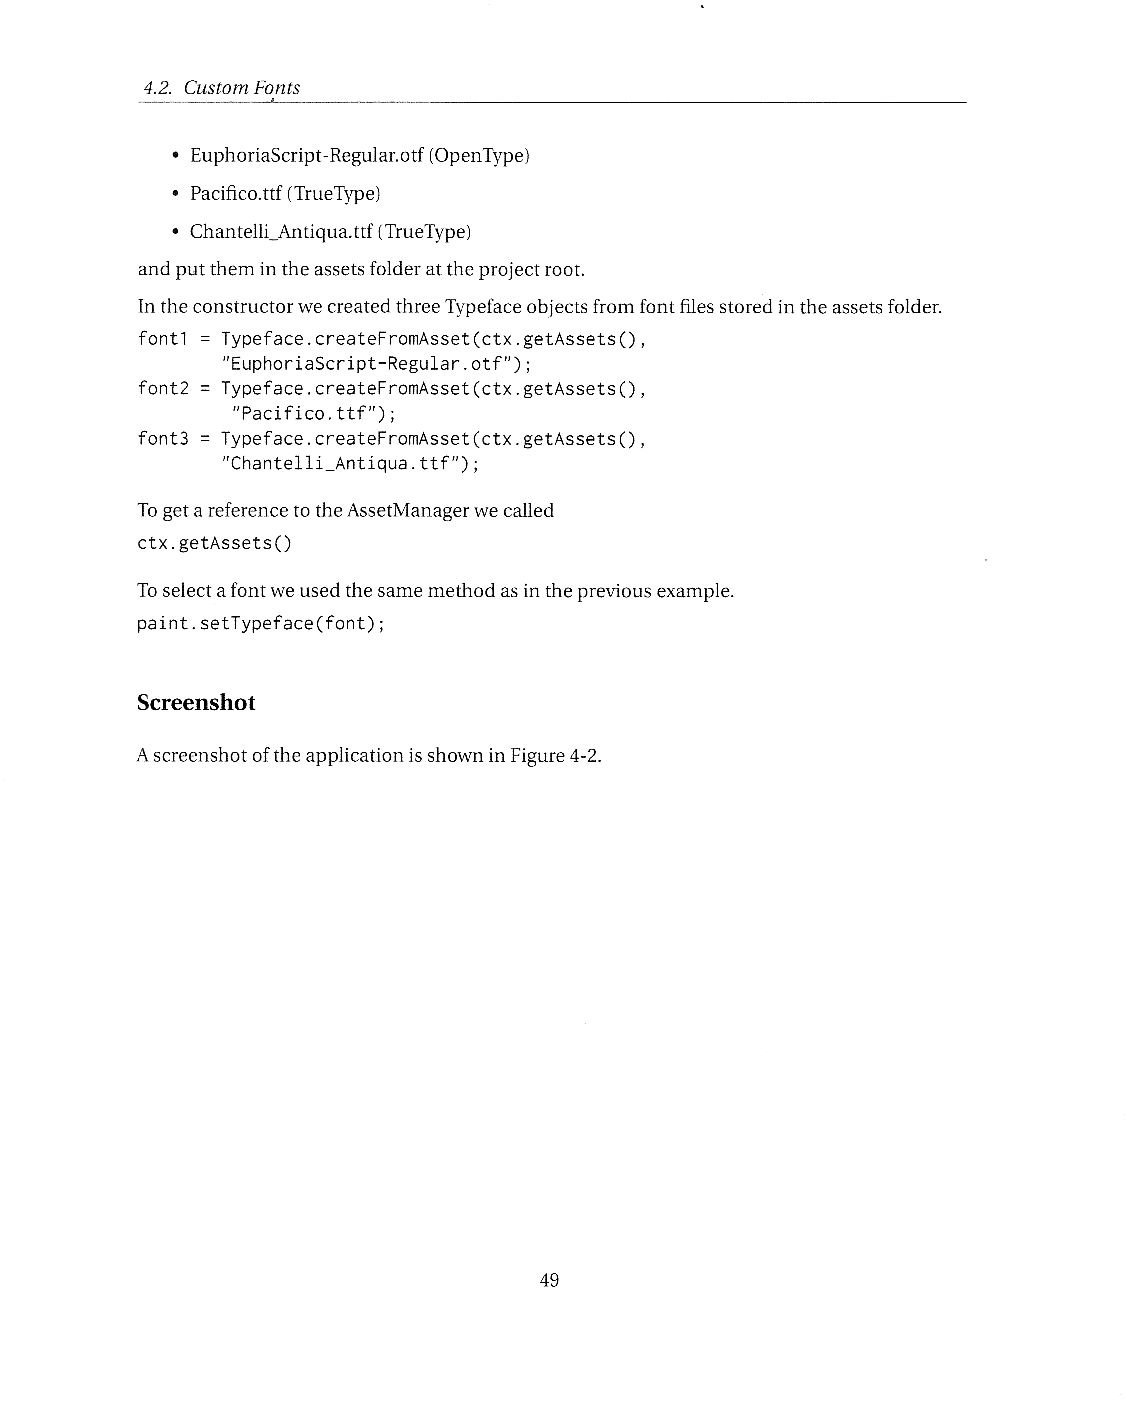 4.2. Custom Fonts
• EuphoriaScript-Regular.otf (OpenType)
• Pacifico.ttf (TrueType)
• Chantelli_Antiqua.ttf (TrueType)
and put them in the assets folder at the project root.
In the constructor we created three Typeface objects from font files stored in the assets folder.
font1 = Typeface.createFromAsset(ctx.getAssets(),
"EuphoriaScript-Regular.otf");
font2 = Typeface.createFromAsset(ctx.getAssets(),
"Pacifico.ttf");
font3 = Typeface.createFromAsset(ctx.getAssets(),
"Chantelli_Antiqua.ttf");
To get a reference to the AssetManager we called
ctx.getAssets()
To select a font we used the same method as in the previous example.
paint.setTypeface(font);
Screenshot
A screenshot of the application is shown in Figure 4-2.
49